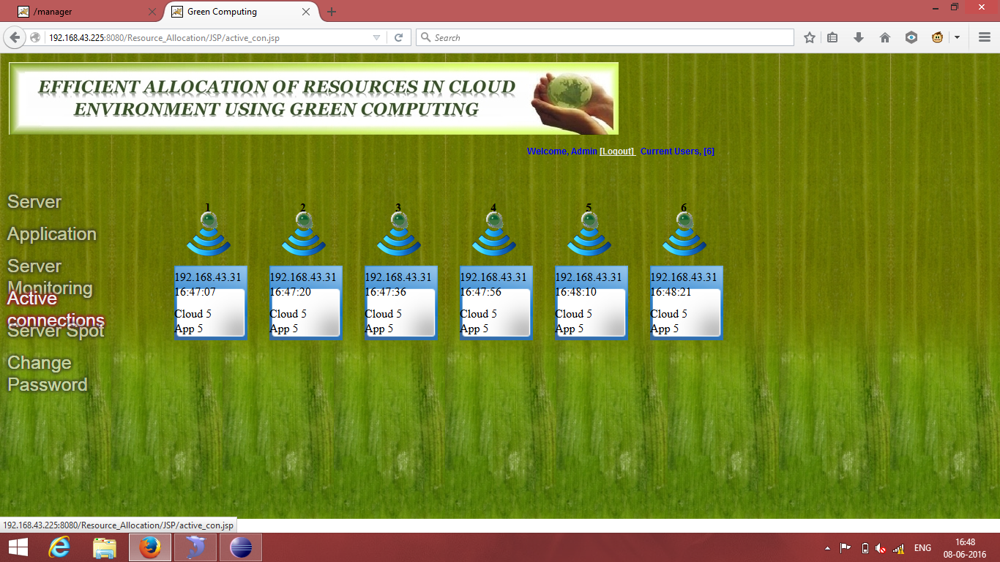 /manager
Green Computing
192.168.43.225:8080/Resource_Allocation/JSP/active_con.jsp
Search
EFFICIENT ALLOCATION OF RESOURCES IN CLOUD
ENVIRONMENT USING GREEN COMPUTING
Welcome, Admin [Logout] Current Users, [6]
Server
Application
Server
Monitoring
Active
connections
Server Spot
Change
Password
1 2 3 4 5 6
192.168.43.31 192.168.43.31 192.168.43.31 192.168.43.31 192.168.43.31 192.168.43.31
16:47:07 16:47:20 16:47:36 16:47:56 16:48:10 16:48:21
Cloud 5 Cloud 5 Cloud 5 Cloud 5 Cloud 5 Cloud 5
App 5 App 5 App 5 App 5 App 5 App 5
192.168.43.225:8080/Resource_Allocation/JSP/active_con.jsp
ENG
16:48
08-06-2016